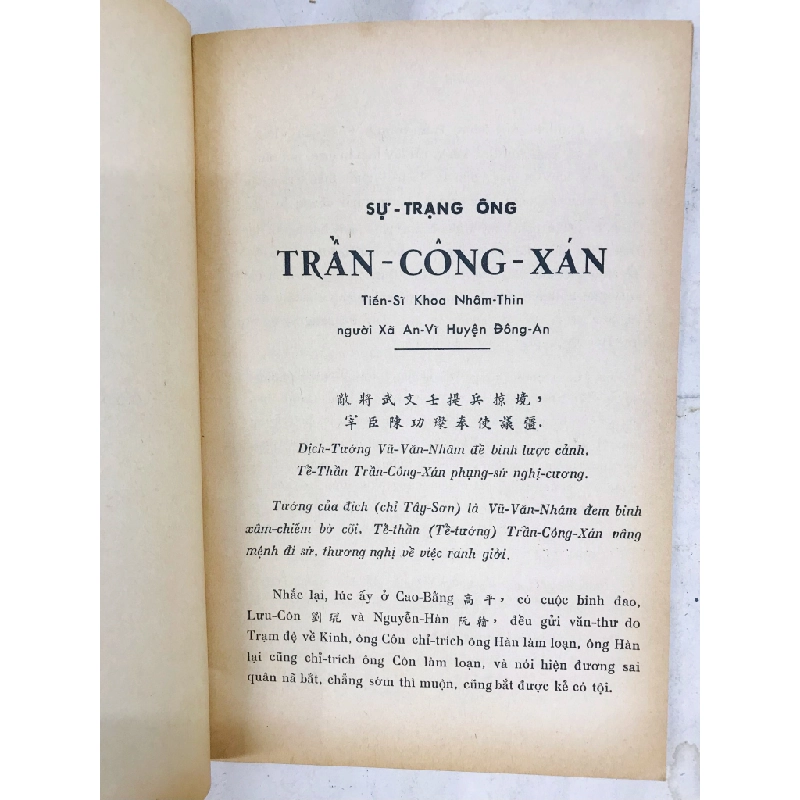 SỰ-TRẠNG ÔNG
TRẦN-CÔNG-XÁN
Tiến-Sĩ Khoa Nhâm-Thìn
người Xã An-Vĩ Huyện Đông-An
敵將武文壬提兵掠境,
宰臣陳功璨奉使議疆.
Dịch-Tướng Vũ-Văn-Nhâm đề binh lược cảnh,
Tể-Thần Trần-Công-Xán phụng-sứ nghị-cương.
Tướng của địch (chỉ Tây-Sơn) là Vũ-Văn-Nhâm đem binh
xâm-chiếm bờ cõi. Tể-thần (Tể-tướng) Trần-Công-Xán vâng
mệnh đi sứ, thương nghị về việc ranh giới.
Nhắc lại, lúc ấy ở Cao-Bằng 高平, có cuộc binh đao,
Lưu-Côn 劉琨 và Nguyễn-Hàn 阮翰, đều gửi văn-thư do
Trạm đệ về Kinh, ông Côn chỉ-trích ông Hàn làm loạn, ông Hàn
lại cũng chỉ-trích ông Côn làm loạn, và nói hiện đương sai
quân nã bắt, chẳng sớm thì muộn, cũng bắt được kẻ có tội.